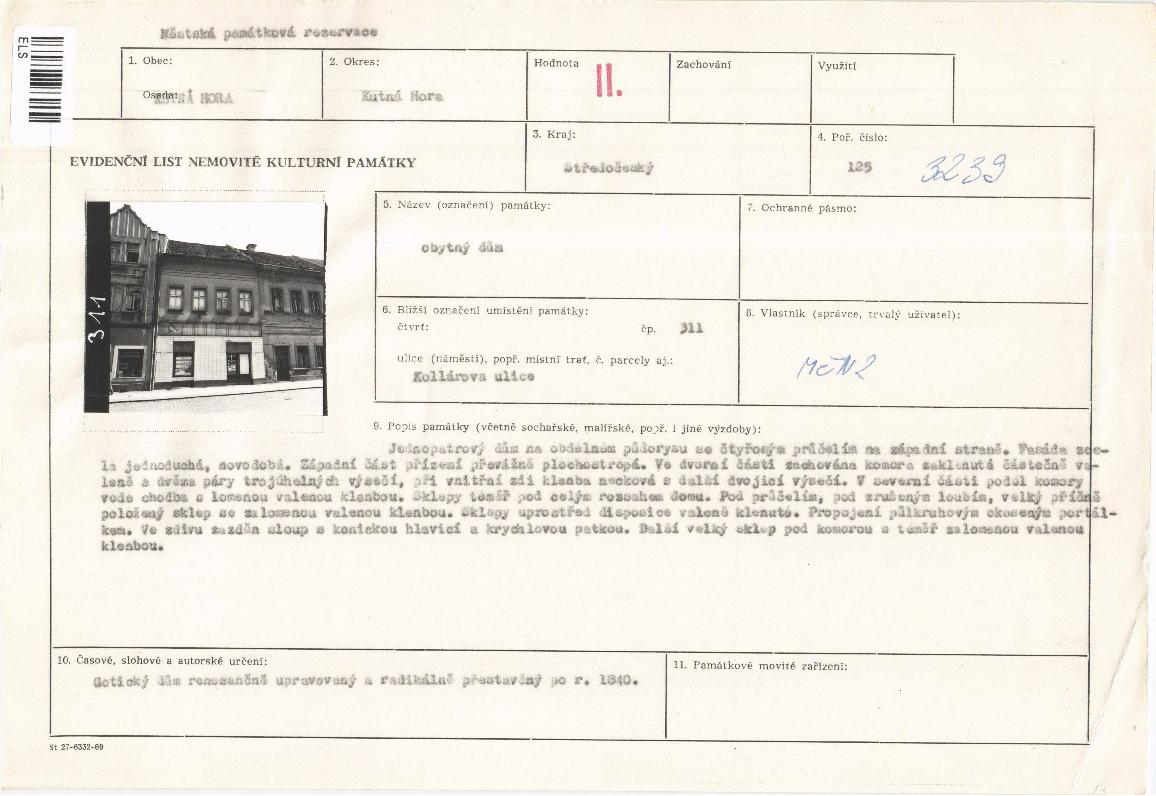 ELS
Městská památková rezervace
1. Obec:
Osada:
KUTNÁ HORA
2. Okres:
Kutná Hora
Hodnota
II.
Zachování
Využití
EVIDENČNÍ LIST NEMOVITÉ KULTURNÍ PAMÁTKY
3. Kraj:
Středočeský
4. Poř. číslo:
125 3239
311
5. Název (označení) památky:
obytný dům
7. Ochranné pásmo:
6. Bližší označení umístění památky:
čtvrť: čp. 311
ulice (náměstí), popř. místní trať, č. parcely aj.:
Kollárova ulice
8. Vlastník (správce, trvalý uživatel):
MěN2
9. Popis památky (včetně sochařské, malířské, popř. i jiné výzdoby):
Jednopatrový dům na obdélném půdorysu se čtyřosým průčelím na západní straně. Fasáda zce-
la jednoduchá, novodobá. Západní část přízení převážně plochostropá. Ve dvorní části zachována komora zaklenutá částečně va-
leně s dvěma páry trojúhelných výsečí, při vnitřní zdi klenba necková s další dvojicí výsečí. V severní části podél komory
vede chodba s lomenou valenou klenbou. Sklepy téměř pod celým rozsahem domu. Pod průčelím, pod zrušeným loubím, velký příčně
položený sklep se zalomenou valenou klenbou. Sklepy uprostřed disposice valeně klenuté. Propojení půlkruhovým okoseným portál-
kem. Ve zdivu zazděn sloup s konickou hlavicí a krychlovou patkou. Další velký sklep pod komorou s téměř zalomenou valenou
klenbou.
10. Časové, slohové a autorské určení:
Gotický dům renesančně upravovaný a radikálně přestavěný po r. 1840.
11. Památkové movité zařízení:
St 27-6332-69